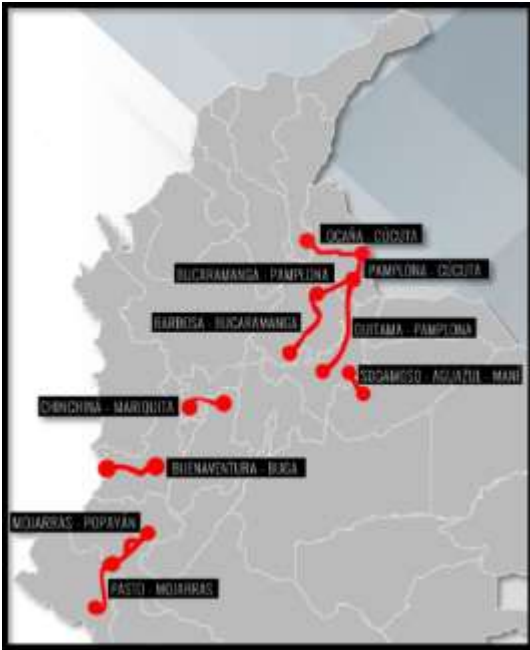 OCAÑA - CÚCUTA
BUCARAMANGA - PAMPLONA
PAMPLONA - CÚCUTA
BARBOSA - BUCARAMANGA
DUITAMA - PAMPLONA
SOGAMOSO - AGUAZUL - MANÍ
CHINCHINA - MARIQUITA
BUENAVENTURA - BUGA
MOJARRAS - POPAYÁN
PASTO - MOJARRAS